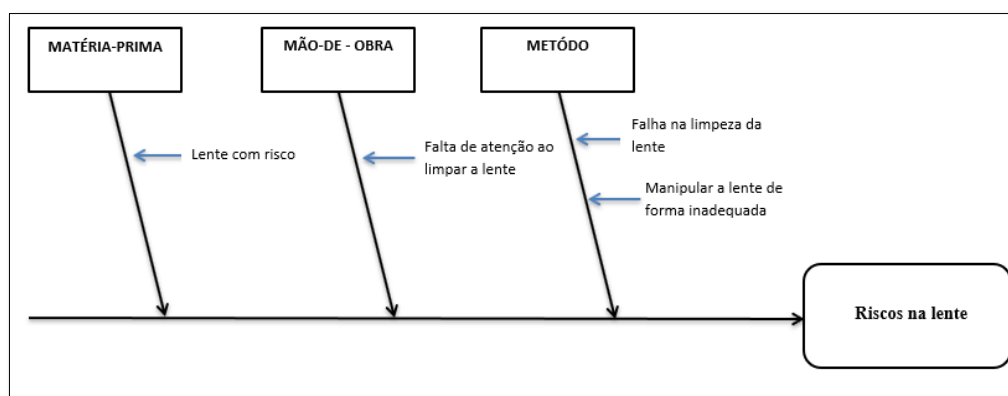 MATÉRIA-PRIMA
MÃO-DE - OBRA
METÓDO
Lente com risco
Falta de atenção ao
limpar a lente
Falha na limpeza da
lente
Manipular a lente de
forma inadequada
Riscos na lente